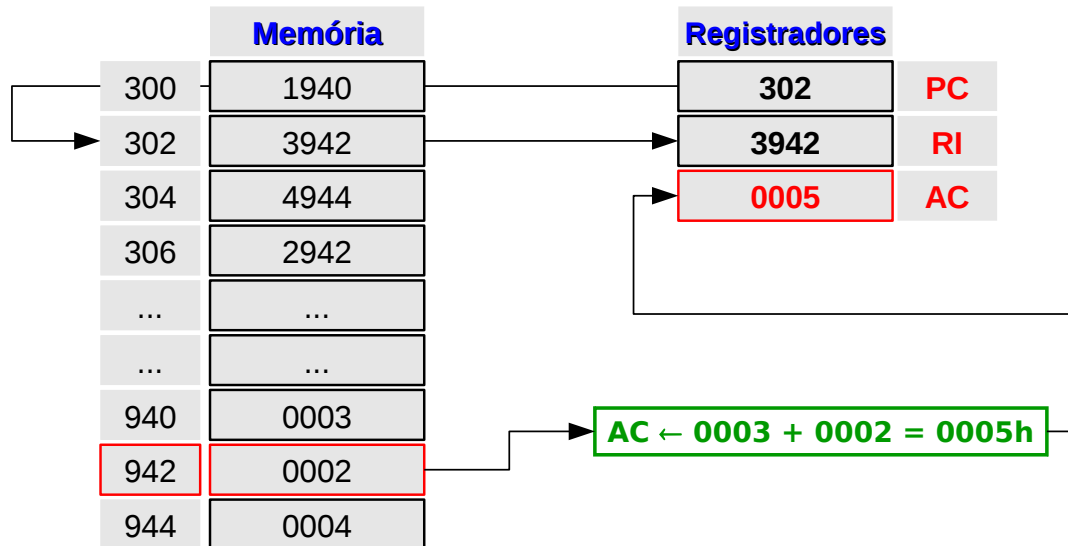 Memória Registradores
300 1940 302 PC
302 3942 3942 RI
304 4944 0005 AC
306 2942
... ...
... ...
940 0003
AC ← 0003 + 0002 = 0005h
942 0002
944 0004